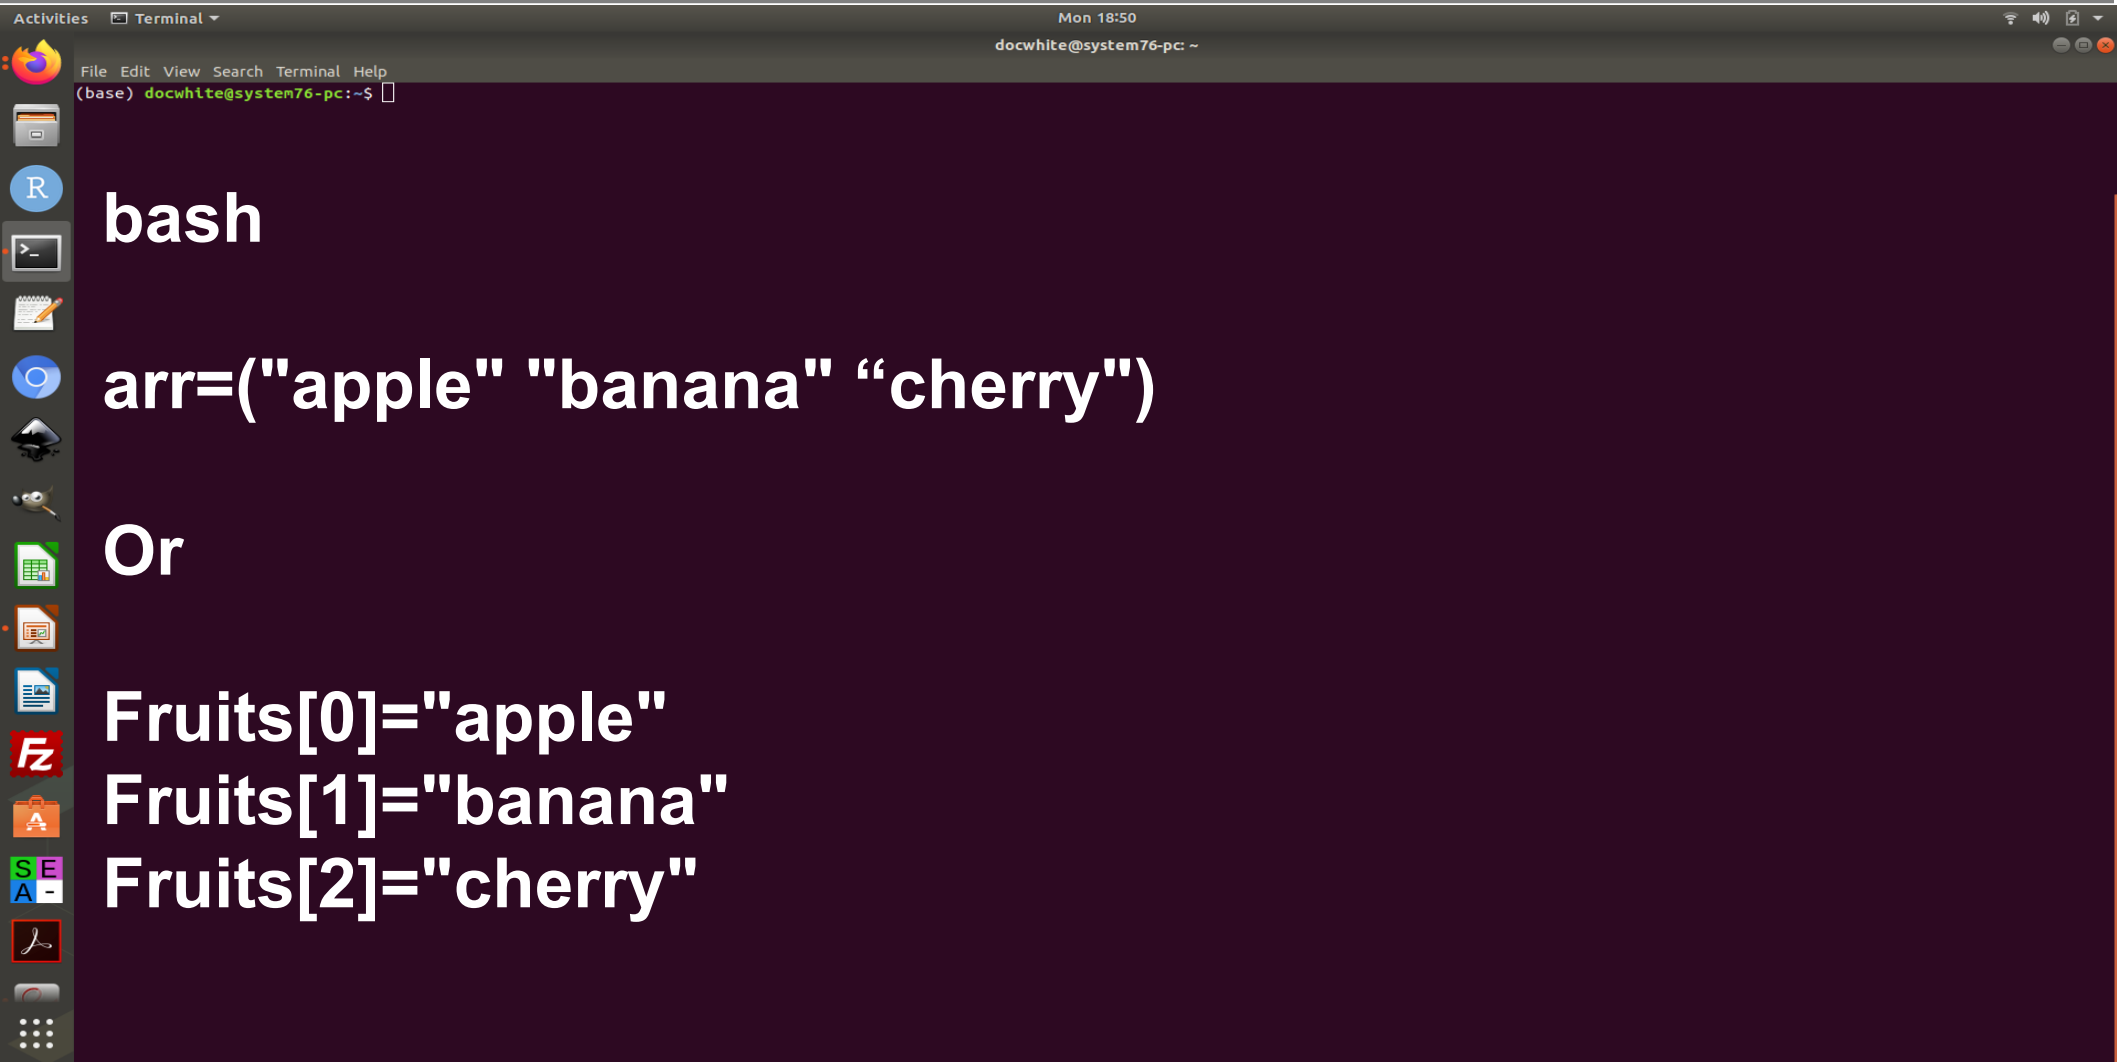 Activities Terminal Mon 18:50
docwhite@system76-pc: ~
File Edit View Search Terminal Help
(base) docwhite@system76-pc:~$
R
>_
bash
arr=("apple" "banana" “cherry")
Or
Fruits[0]="apple"
Fruits[1]="banana"
Fruits[2]="cherry"
Fz
A
S E
A -